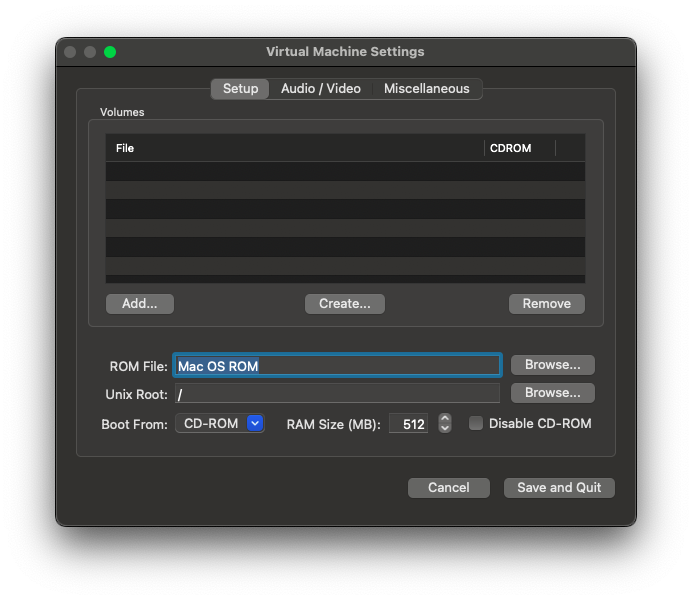 Virtual Machine Settings
Setup Audio / Video Miscellaneous
Volumes
File CDROM
Add... Create... Remove
ROM File: Mac OS ROM Browse...
Unix Root: / Browse...
Boot From: CD-ROM RAM Size (MB): 512 Disable CD-ROM
Cancel Save and Quit